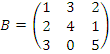 B = (1 3 2
2 4 1
3 0 5)